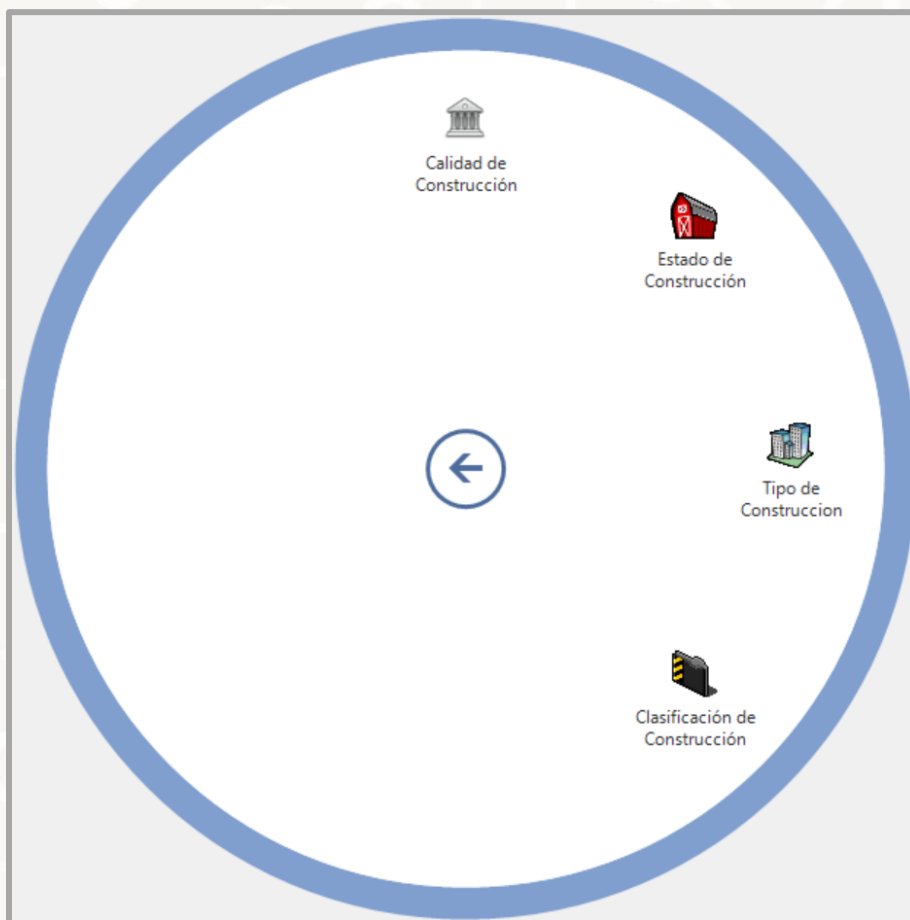 Calidad de
Construcción
Estado de
Construcción
Tipo de
Construccion
Clasificación de
Construcción